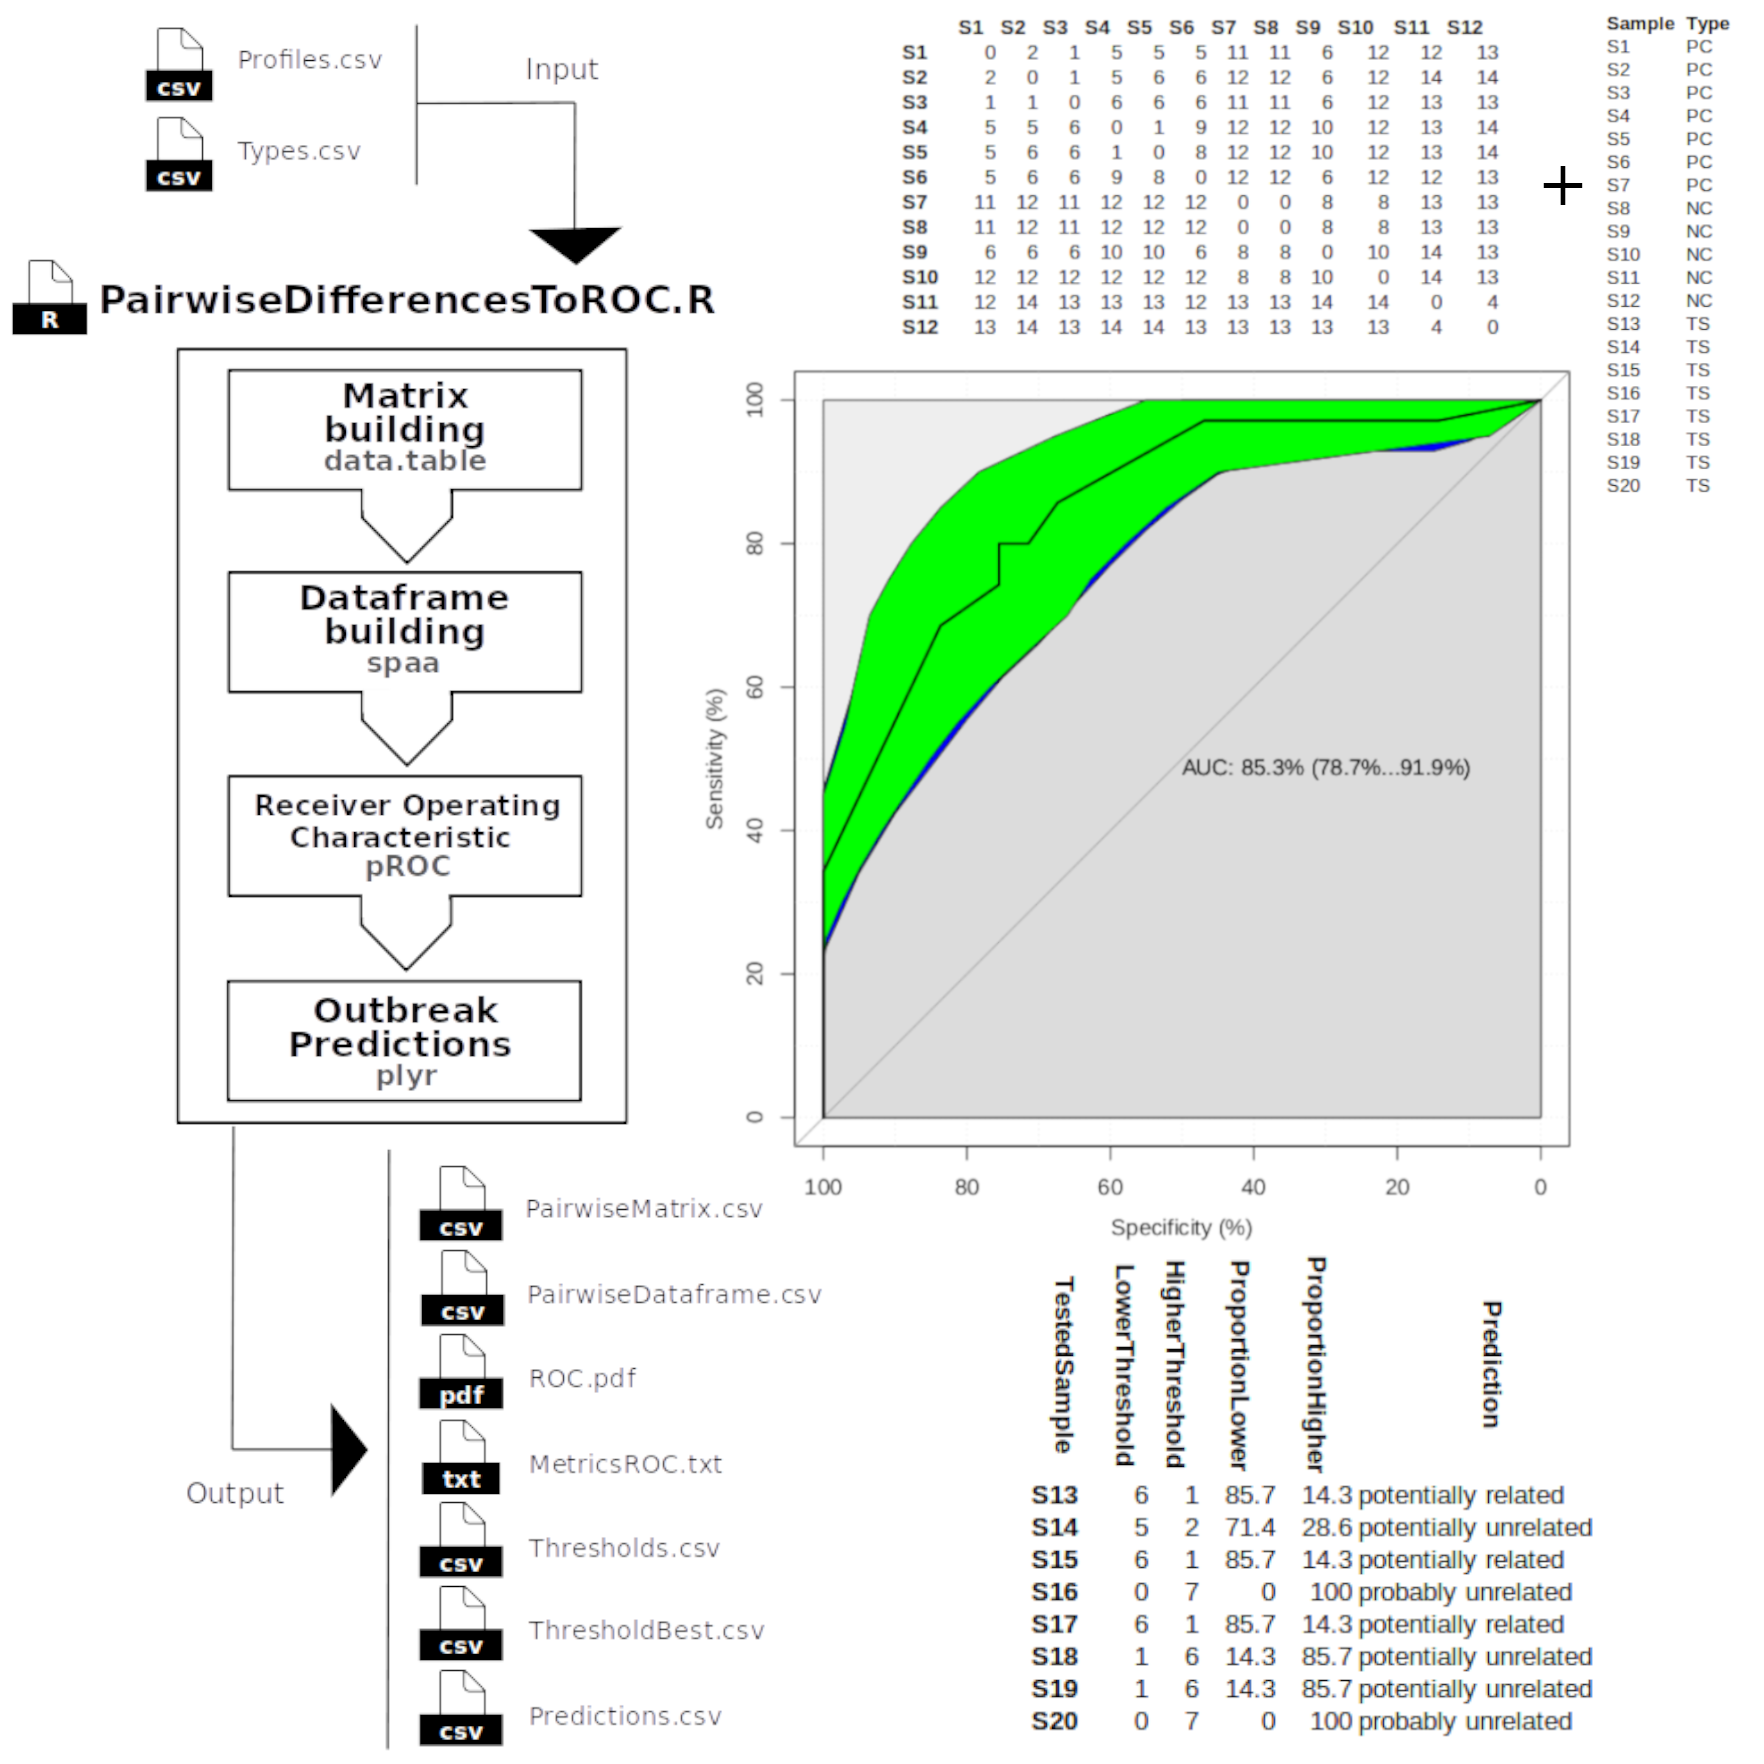 csv Profiles.csv
csv Types.csv
Input
R PairwiseDifferencesToROC.R
Matrix
building
data.table
Dataframe
building
spaa
Receiver Operating
Characteristic
pROC
Outbreak
Predictions
plyr
Output
csv PairwiseMatrix.csv
csv PairwiseDataframe.csv
pdf ROC.pdf
txt MetricsROC.txt
csv Thresholds.csv
csv ThresholdBest.csv
csv Predictions.csv
S1 S2 S3 S4 S5 S6 S7 S8 S9 S10 S11 S12
S1 0 2 1 5 5 5 11 11 6 12 12 13
S2 2 0 1 5 6 6 12 12 6 12 14 14
S3 1 1 0 6 6 6 11 11 6 12 13 13
S4 5 5 6 0 1 9 12 12 10 12 13 14
S5 5 6 6 1 0 8 12 12 10 12 13 14
S6 5 6 6 9 8 0 12 12 6 12 12 13
S7 11 12 11 12 12 12 0 0 8 8 13 13
S8 11 12 11 12 12 12 0 0 8 8 13 13
S9 6 6 6 10 10 6 8 8 0 10 14 13
S10 12 12 12 12 12 12 8 8 10 0 14 13
S11 12 14 13 13 13 12 13 13 14 14 0 4
S12 13 14 13 14 14 13 13 13 13 13 4 0
+
Sample Type
S1 PC
S2 PC
S3 PC
S4 PC
S5 PC
S6 PC
S7 PC
S8 NC
S9 NC
S10 NC
S11 NC
S12 NC
S13 TS
S14 TS
S15 TS
S16 TS
S17 TS
S18 TS
S19 TS
S20 TS
Sensitivity (%)
100
80
60
40
20
0
AUC: 85.3% (78.7%...91.9%)
100 80 60 40 20 0
Specificity (%)
TestedSample LowerThreshold HigherThreshold ProportionLower ProportionHigher Prediction
S13 6 1 85.7 14.3 potentially related
S14 5 2 71.4 28.6 potentially unrelated
S15 6 1 85.7 14.3 potentially related
S16 0 7 0 100 probably unrelated
S17 6 1 85.7 14.3 potentially related
S18 1 6 14.3 85.7 potentially unrelated
S19 1 6 14.3 85.7 potentially unrelated
S20 0 7 0 100 probably unrelated